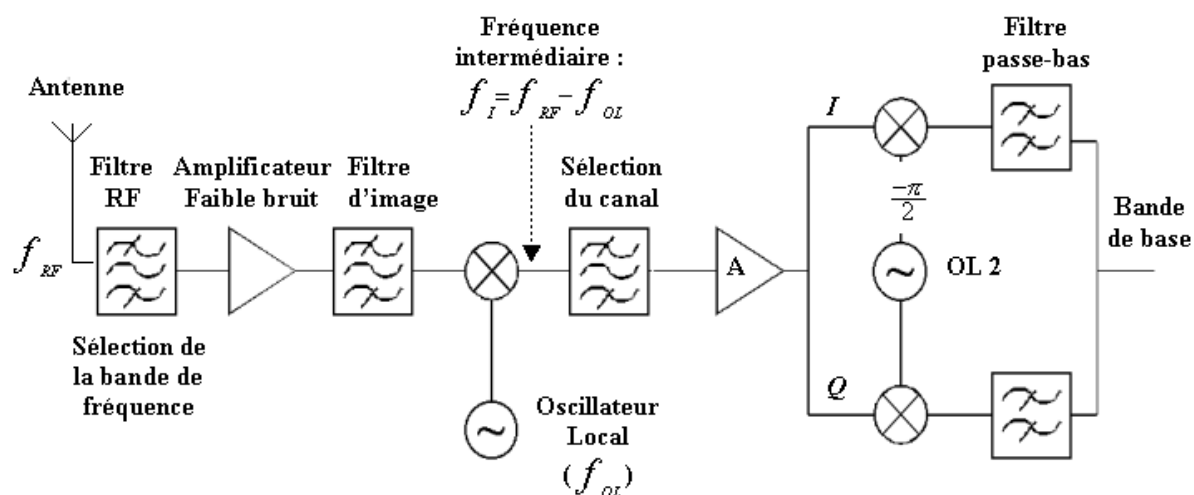 Fréquence
intermédiaire :
f_I = f_RF - f_OL
Filtre
passe-bas
Antenne
I
Filtre
RF
Amplificateur
Faible bruit
Filtre
d'image
Sélection
du canal
-π/2
Bande
de base
f_RF
A
OL 2
Sélection de
la bande de
fréquence
Q
Oscillateur
Local
(f_OL)